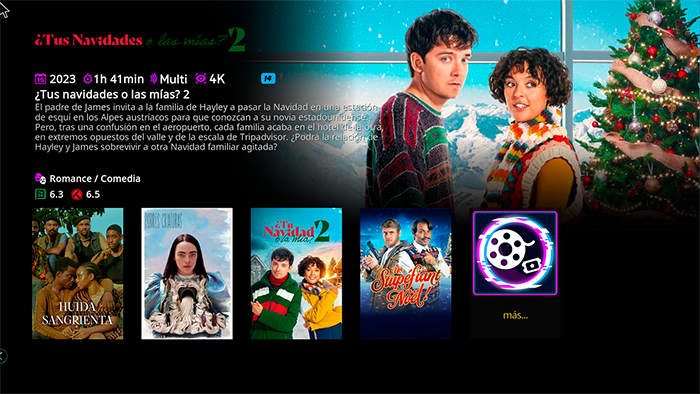 ¿Tus Navidades o las mías? 2
2023 1h 41min Multi 4K 14
¿Tus navidades o las mías? 2
El padre de James invita a la familia de Hayley a pasar la Navidad en una estación
de esquí en los Alpes austríacos para que conozcan a su novia estadounidense.
Pero, tras una confusión en el aeropuerto, cada familia acaba en el hotel de la otra,
en extremos opuestos del valle y de la escala de Tripadvisor. ¿Podrá la relación de
Hayley y James sobrevivir a otra Navidad familiar agitada?
Romance / Comedia
6.3 6.5
HUIDA
SANGRIENTA
POBRES CRIATURAS
¿Tu
Navidad
o la mía? 2
Un
Stupéfiant
Noël!
más...